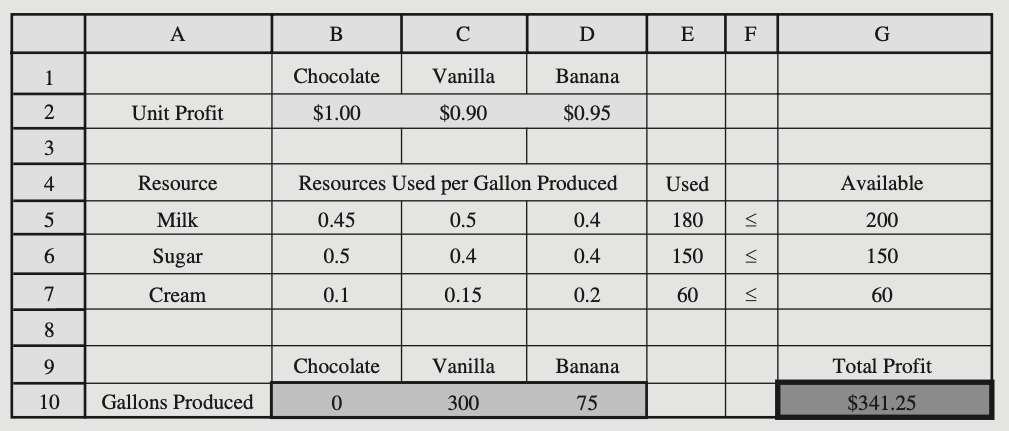 A B C D E F G
1 Chocolate Vanilla Banana
2 Unit Profit $1.00 $0.90 $0.95
3
4 Resource Resources Used per Gallon Produced Used Available
5 Milk 0.45 0.5 0.4 180 ≤ 200
6 Sugar 0.5 0.4 0.4 150 ≤ 150
7 Cream 0.1 0.15 0.2 60 ≤ 60
8
9 Chocolate Vanilla Banana Total Profit
10 Gallons Produced 0 300 75 $341.25